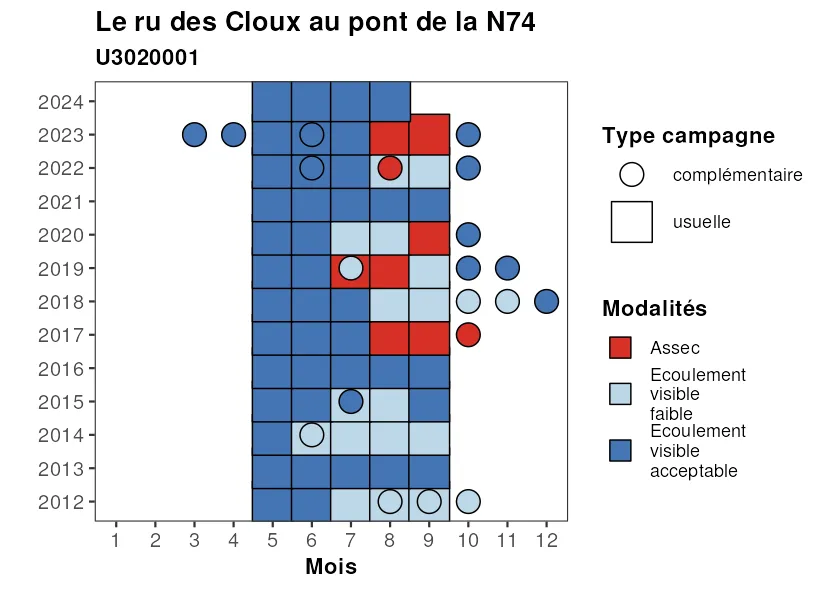 Le ru des Cloux au pont de la N74
U3020001
2024
2023
2022
2021
2020
2019
2018
2017
2016
2015
2014
2013
2012
1 2 3 4 5 6 7 8 9 10 11 12
Mois
Type campagne
complémentaire
usuelle
Modalités
Assec
Ecoulement
visible
faible
Ecoulement
visible
acceptable